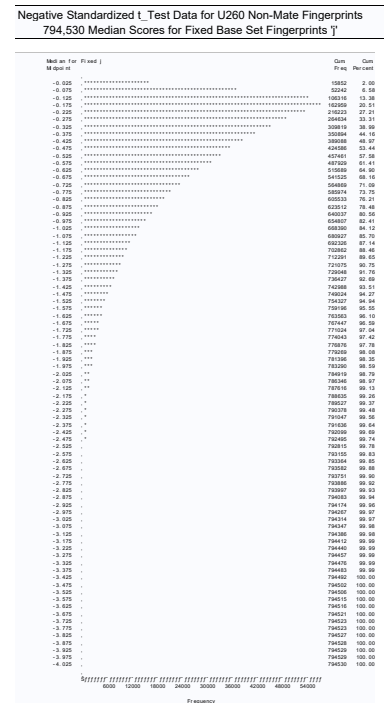 Negative Standardized t_Test Data for U260 Non-Mate Fingerprints
794,530 Median Scores for Fixed Base Set Fingerprints 'j'
Median for Fixed j Cum Cum
Midpoint Freq Percent
-0.025 15852 2.00
-0.075 52242 6.58
-0.125 106316 13.38
-0.175 162959 20.51
-0.225 216223 27.21
-0.275 264634 33.31
-0.325 309819 38.99
-0.375 350894 44.16
-0.425 389068 48.97
-0.475 424586 53.44
-0.525 457461 57.58
-0.575 487929 61.41
-0.625 515689 64.90
-0.675 541525 68.16
-0.725 564869 71.09
-0.775 585974 73.75
-0.825 605533 76.21
-0.875 623512 78.48
-0.925 640037 80.56
-0.975 654807 82.41
-1.025 668390 84.12
-1.075 680927 85.70
-1.125 692326 87.14
-1.175 702862 88.46
-1.225 712291 89.65
-1.275 721075 90.75
-1.325 729048 91.76
-1.375 736427 92.69
-1.425 742988 93.51
-1.475 749024 94.27
-1.525 754327 94.94
-1.575 759196 95.55
-1.625 763563 96.10
-1.675 767447 96.59
-1.725 771024 97.04
-1.775 774043 97.42
-1.825 776876 97.78
-1.875 779269 98.08
-1.925 781396 98.35
-1.975 783290 98.59
-2.025 784919 98.79
-2.075 786346 98.97
-2.125 787616 99.13
-2.175 788635 99.26
-2.225 789527 99.37
-2.275 790378 99.48
-2.325 791047 99.56
-2.375 791636 99.64
-2.425 792099 99.69
-2.475 792495 99.74
-2.525 792815 99.78
-2.575 793155 99.83
-2.625 793364 99.85
-2.675 793582 99.88
-2.725 793751 99.90
-2.775 793886 99.92
-2.825 793997 99.93
-2.875 794083 99.94
-2.925 794174 99.96
-2.975 794267 99.97
-3.025 794314 99.97
-3.075 794347 99.98
-3.125 794386 99.98
-3.175 794412 99.99
-3.225 794440 99.99
-3.275 794457 99.99
-3.325 794476 99.99
-3.375 794483 99.99
-3.425 794492 100.00
-3.475 794502 100.00
-3.525 794506 100.00
-3.575 794515 100.00
-3.625 794516 100.00
-3.675 794521 100.00
-3.725 794523 100.00
-3.775 794523 100.00
-3.825 794527 100.00
-3.875 794528 100.00
-3.925 794529 100.00
-3.975 794529 100.00
-4.025 794530 100.00
6000 12000 18000 24000 30000 36000 42000 48000 54000
Frequency